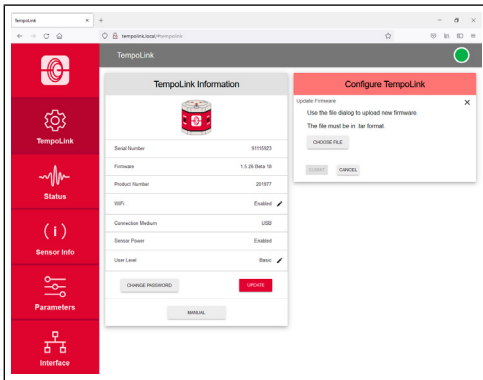 TempoLink
tempolink.local/#tempolink
TempoLink
TempoLink
Status
Sensor Info
Parameters
Interface
TempoLink Information
Serial Number
Firmware 1.5.26 Beta 18
Product Number 201977
WiFi Enabled
Connection Medium USB
Sensor Power Enabled
User Level Basic
CHANGE PASSWORD UPDATE
MANUAL
Configure TempoLink
Update Firmware
Use the file dialog to upload new firmware.
The file must be in .tar format.
CHOOSE FILE
SUBMIT CANCEL